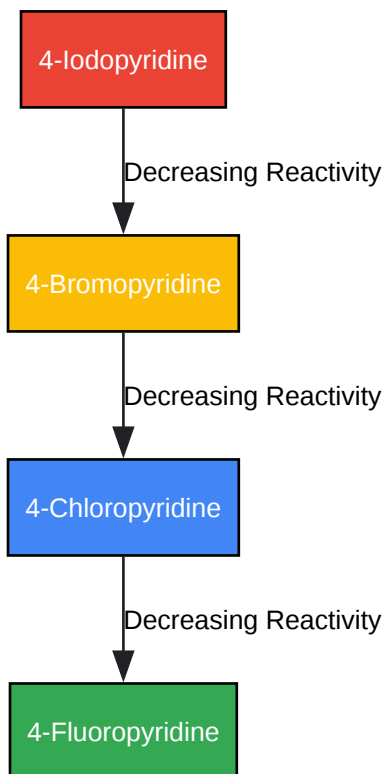 4-Iodopyridine
Decreasing Reactivity
4-Bromopyridine
Decreasing Reactivity
4-Chloropyridine
Decreasing Reactivity
4-Fluoropyridine